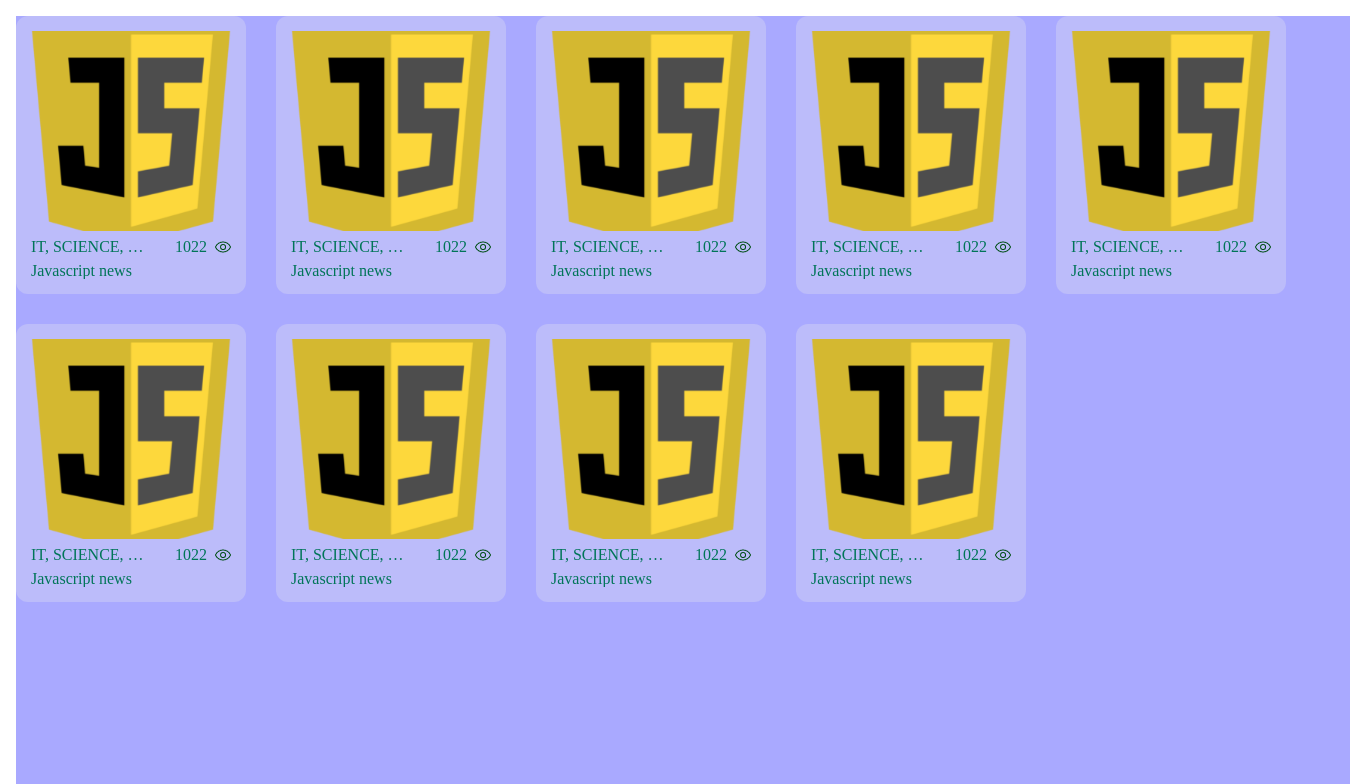 JS JS JS JS JS
IT, SCIENCE, … 1022 IT, SCIENCE, … 1022 IT, SCIENCE, … 1022 IT, SCIENCE, … 1022 IT, SCIENCE, … 1022
Javascript news Javascript news Javascript news Javascript news Javascript news
JS JS JS JS
IT, SCIENCE, … 1022 IT, SCIENCE, … 1022 IT, SCIENCE, … 1022 IT, SCIENCE, … 1022
Javascript news Javascript news Javascript news Javascript news